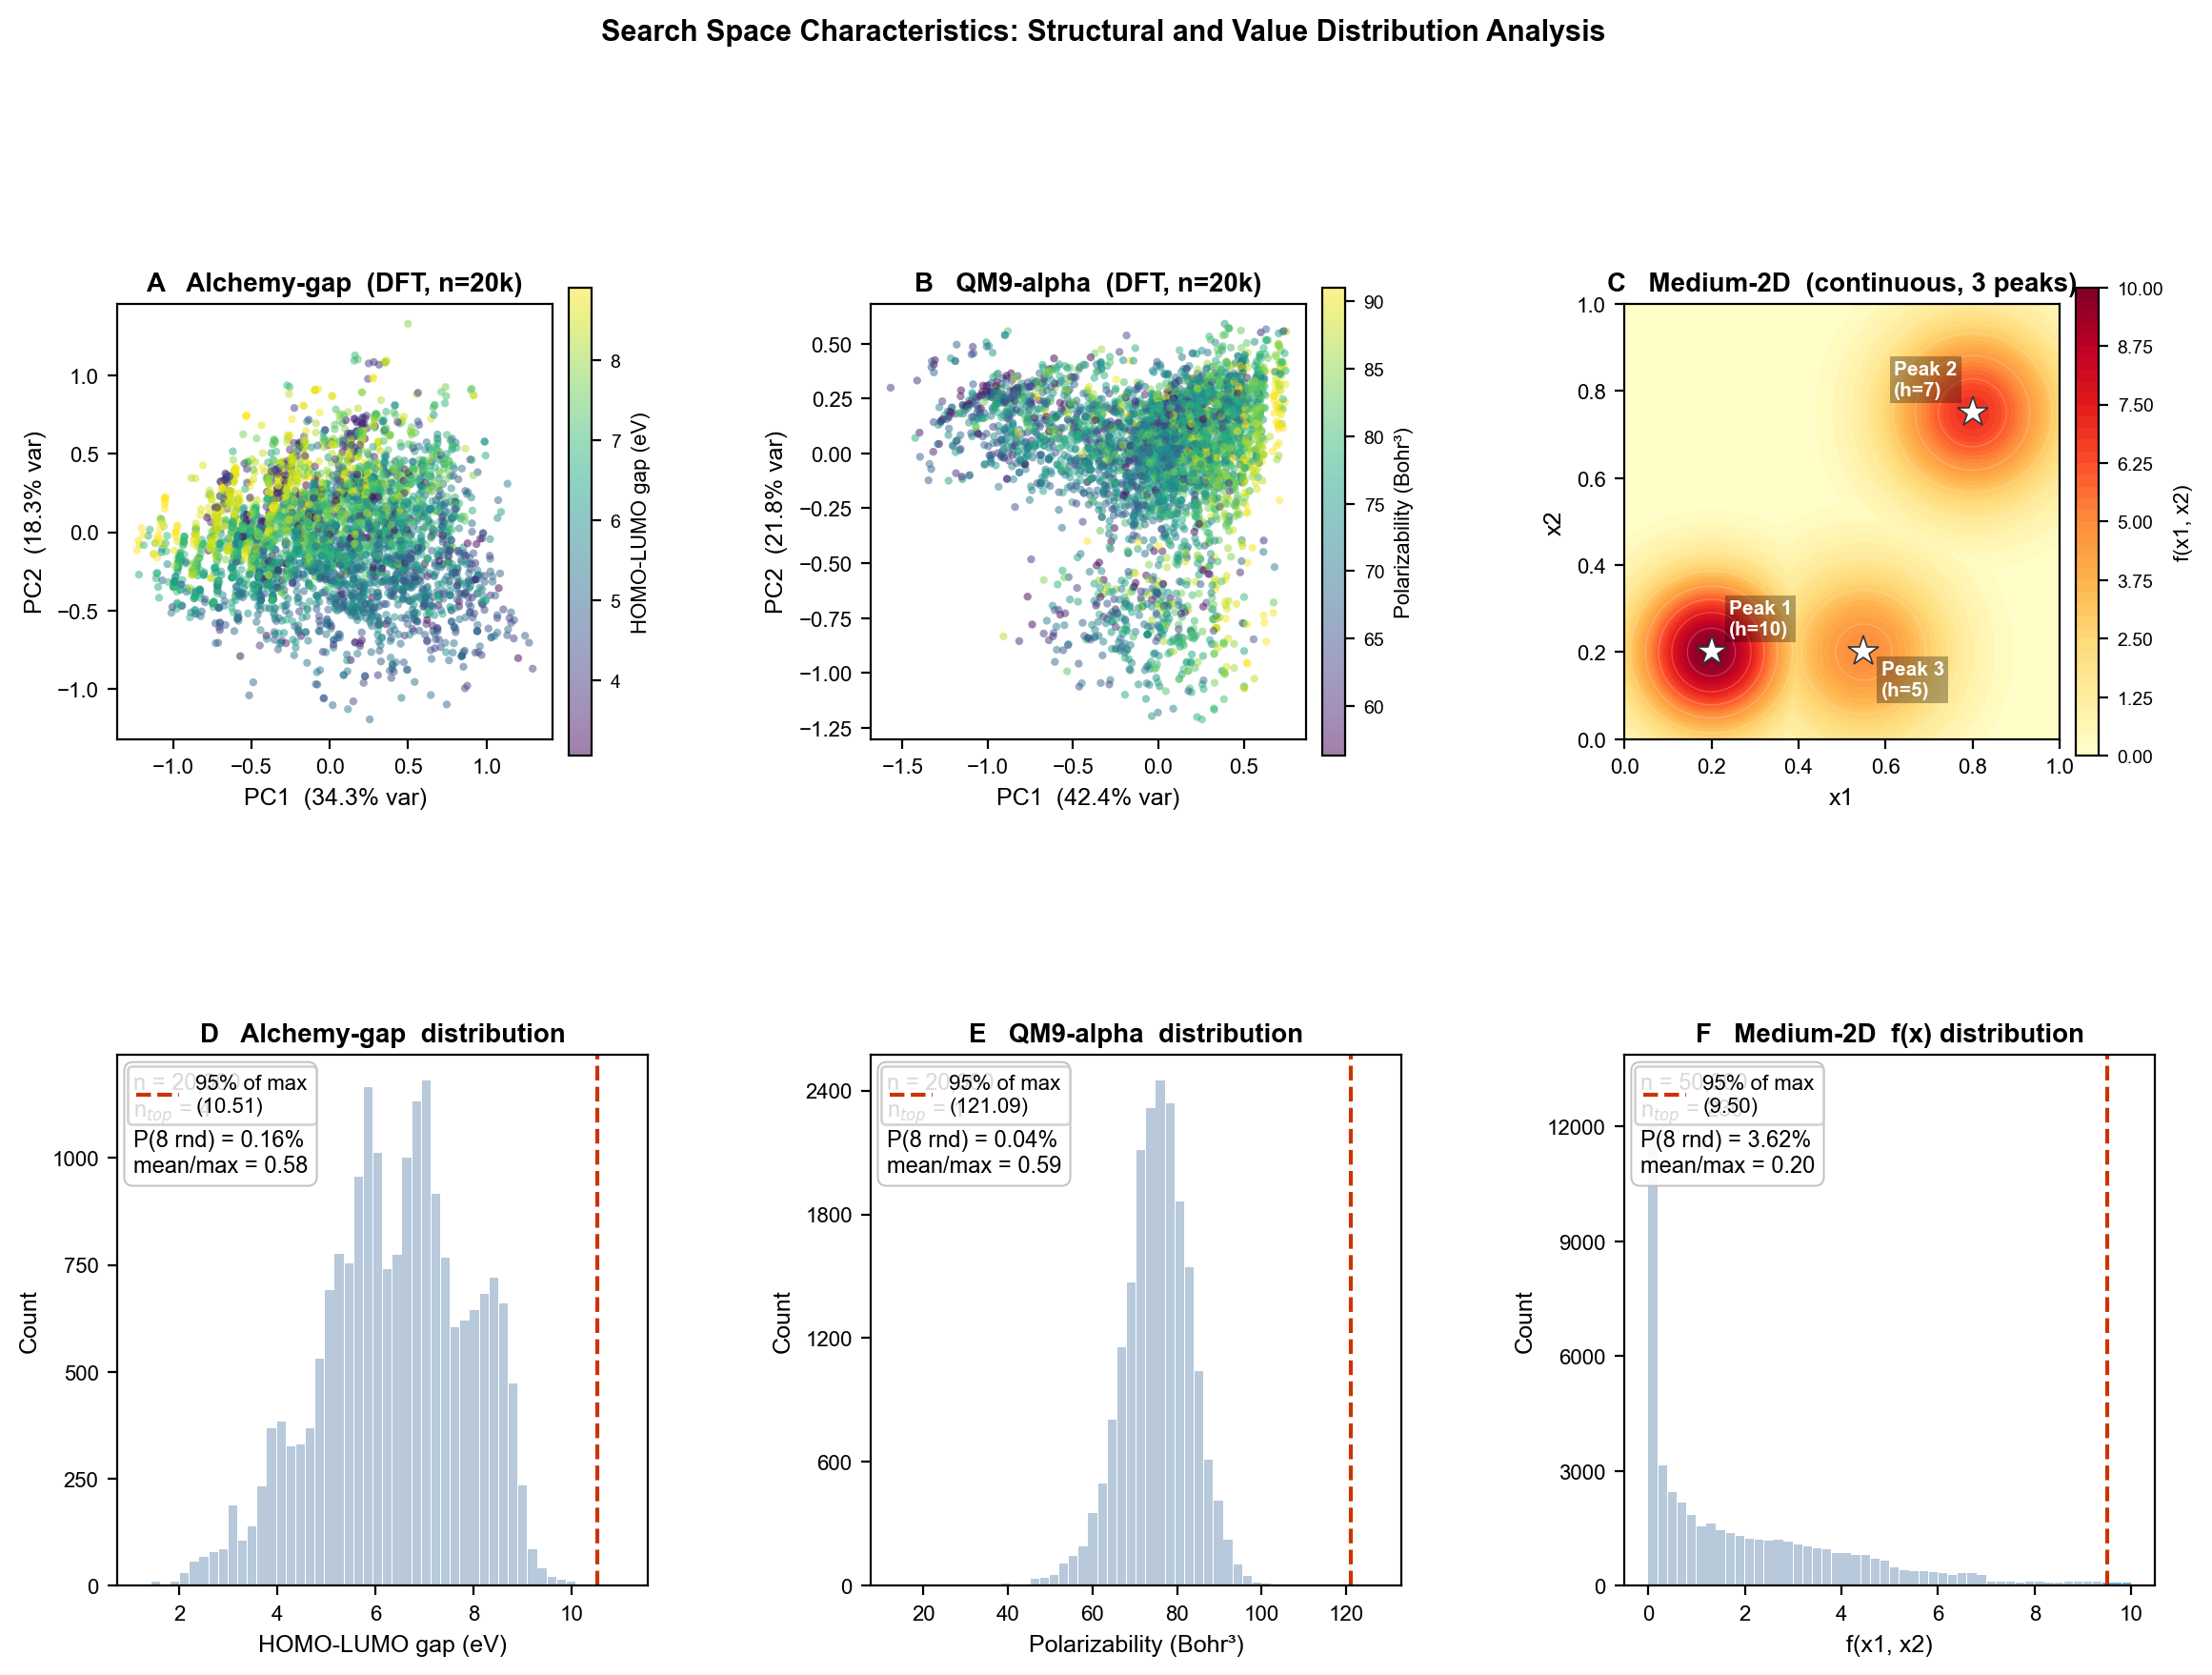 Search Space Characteristics: Structural and Value Distribution Analysis
A Alchemy-gap (DFT, n=20k)
PC2 (18.3% var)
1.0
0.5
0.0
−0.5
−1.0
−1.0 −0.5 0.0 0.5 1.0
PC1 (34.3% var)
8
7
6
5
4
HOMO-LUMO gap (eV)
B QM9-alpha (DFT, n=20k)
PC2 (21.8% var)
0.50
0.25
0.00
−0.25
−0.50
−0.75
−1.00
−1.25
−1.5 −1.0 −0.5 0.0 0.5
PC1 (42.4% var)
90
85
80
75
70
65
60
Polarizability (Bohr³)
C Medium-2D (continuous, 3 peaks)
x2
1.0
0.8
0.6
0.4
0.2
0.0
Peak 2
(h=7)
Peak 1
(h=10)
Peak 3
(h=5)
0.0 0.2 0.4 0.6 0.8 1.0
x1
10.00
8.75
7.50
6.25
5.00
3.75
2.50
1.25
0.00
f(x1, x2)
D Alchemy-gap distribution
Count
1000
750
500
250
0
n = 20
n_top =
95% of max
(10.51)
P(8 rnd) = 0.16%
mean/max = 0.58
2 4 6 8 10
HOMO-LUMO gap (eV)
E QM9-alpha distribution
Count
2400
1800
1200
600
0
n = 20
n_top =
95% of max
(121.09)
P(8 rnd) = 0.04%
mean/max = 0.59
20 40 60 80 100 120
Polarizability (Bohr³)
F Medium-2D f(x) distribution
Count
12000
9000
6000
3000
0
n = 50
n_top =
95% of max
(9.50)
P(8 rnd) = 3.62%
mean/max = 0.20
0 2 4 6 8 10
f(x1, x2)